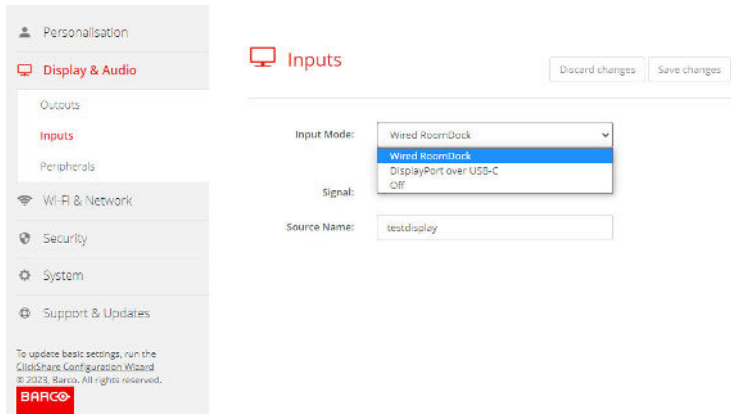 Personalisation
Display & Audio
Outputs
Inputs
Peripherals
Wi-Fi & Network
Security
System
Support & Updates
To update basic settings, run the
ClickShare Configuration Wizard
© 2023, Barco. All rights reserved.
BARCO
Inputs
Discard changes
Save changes
Input Mode:
Wired RoomDock
Wired RoomDock
DisplayPort over USB-C
Off
Signal:
Source Name:
testdisplay